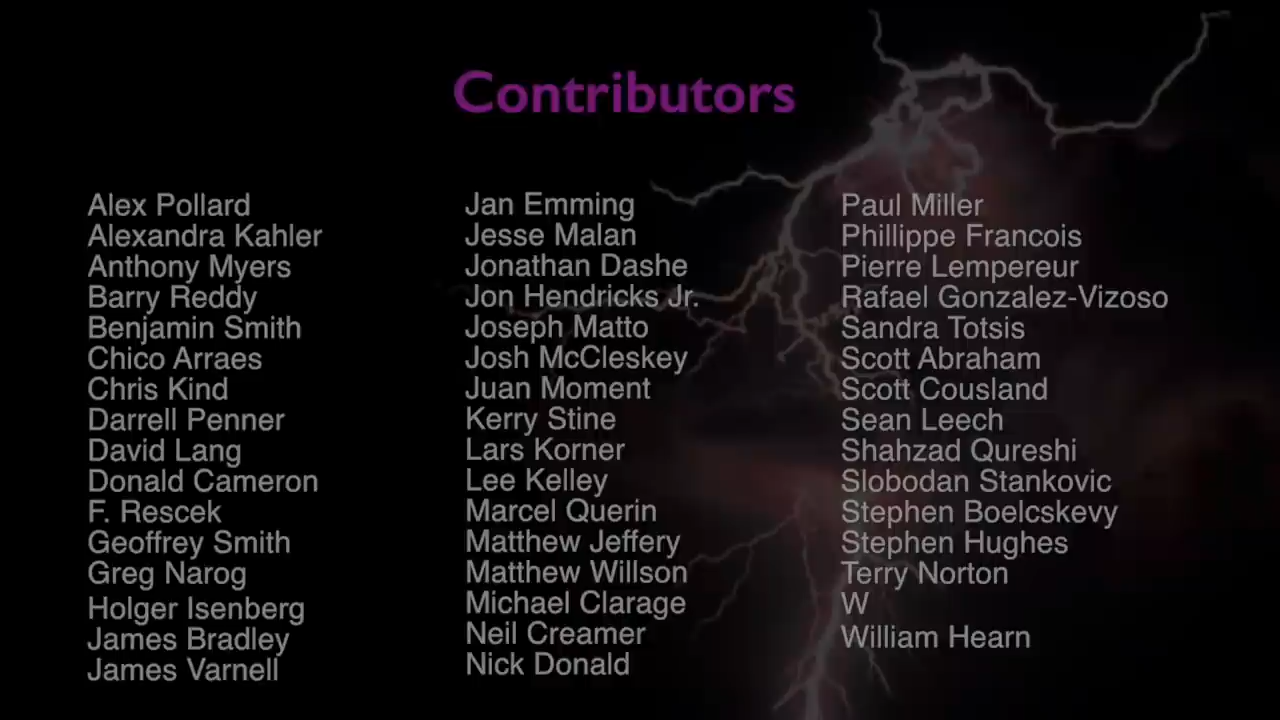 Contributors
Alex Pollard
Alexandra Kahler
Anthony Myers
Barry Reddy
Benjamin Smith
Chico Arraes
Chris Kind
Darrell Penner
David Lang
Donald Cameron
F. Rescek
Geoffrey Smith
Greg Narog
Holger Isenberg
James Bradley
James Varnell
Jan Emming
Jesse Malan
Jonathan Dashe
Jon Hendricks Jr.
Joseph Matto
Josh McCleskey
Juan Moment
Kerry Stine
Lars Korner
Lee Kelley
Marcel Querin
Matthew Jeffery
Matthew Willson
Michael Clarage
Neil Creamer
Nick Donald
Paul Miller
Phillippe Francois
Pierre Lempereur
Rafael Gonzalez-Vizoso
Sandra Totsis
Scott Abraham
Scott Cousland
Sean Leech
Shahzad Qureshi
Slobodan Stankovic
Stephen Boelcskevy
Stephen Hughes
Terry Norton
W
William Hearn